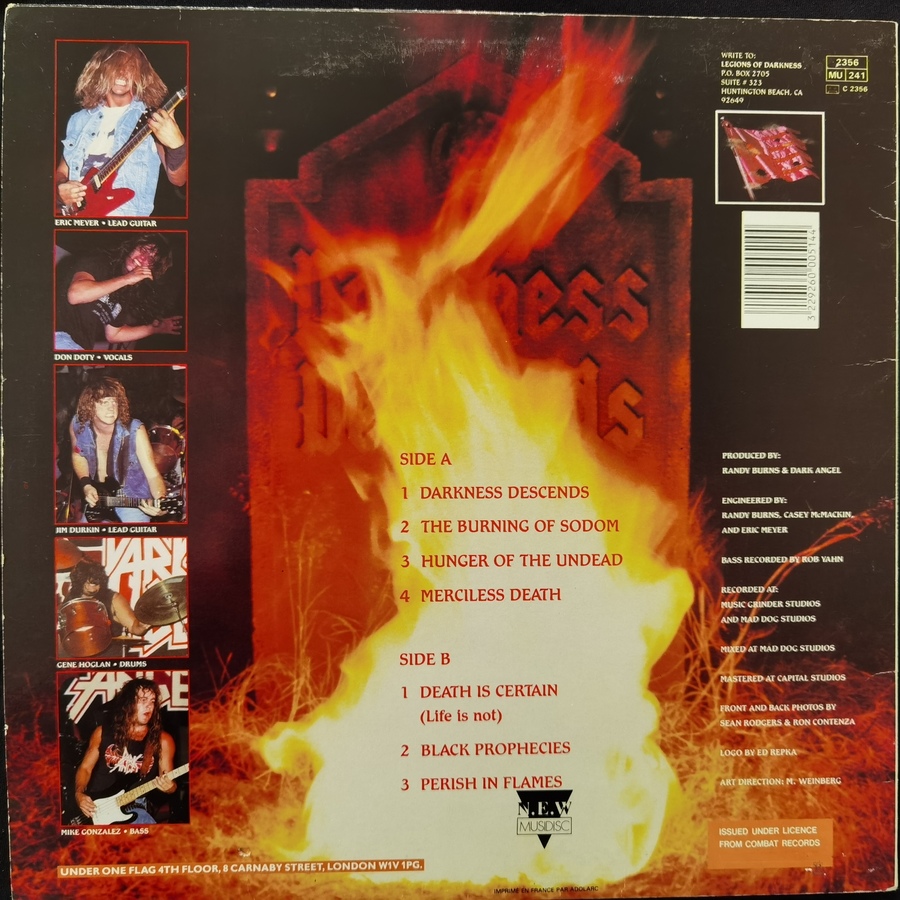 ERIC MEYER • LEAD GUITAR
DON DOTY • VOCALS
JIM DURKIN • LEAD GUITAR
GENE HOGLAN • DRUMS
MIKE GONZALEZ • BASS
UNDER ONE FLAG 4TH FLOOR, 8 CARNABY STREET, LONDON W1V 1PG.
ness
ds
SIDE A
1 DARKNESS DESCENDS
2 THE BURNING OF SODOM
3 HUNGER OF THE UNDEAD
4 MERCILESS DEATH
SIDE B
1 DEATH IS CERTAIN
(Life is not)
2 BLACK PROPHECIES
3 PERISH IN FLAMES
N.E.W
MUSIDISC
IMPRIMÉ EN FRANCE PAR ADDLARC
WRITE TO:
LEGIONS OF DARKNESS
P.O. BOX 2705
SUITE # 323
HUNTINGTON BEACH, CA
92649
2356
MU 241
C 2356
3 229260 005144
PRODUCED BY:
RANDY BURNS & DARK ANGEL
ENGINEERED BY:
RANDY BURNS, CASEY McMACKIN,
AND ERIC MEYER
BASS RECORDED BY ROB YAHN
RECORDED AT:
MUSIC GRINDER STUDIOS
AND MAD DOG STUDIOS
MIXED AT MAD DOG STUDIOS
MASTERED AT CAPITAL STUDIOS
FRONT AND BACK PHOTOS BY
SEAN RODGERS & RON CONTENZA
LOGO BY ED REPKA
ART DIRECTION: M. WEINBERG
ISSUED UNDER LICENCE
FROM COMBAT RECORDS